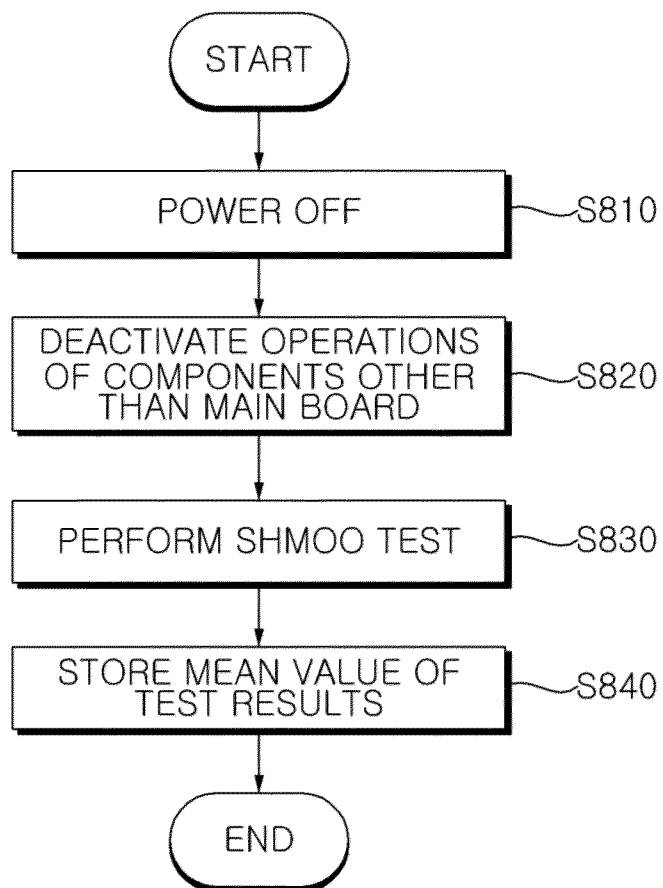 START
POWER OFF
S810
DEACTIVATE OPERATIONS
OF COMPONENTS OTHER
THAN MAIN BOARD
S820
PERFORM SHMOO TEST
S830
STORE MEAN VALUE OF
TEST RESULTS
S840
END